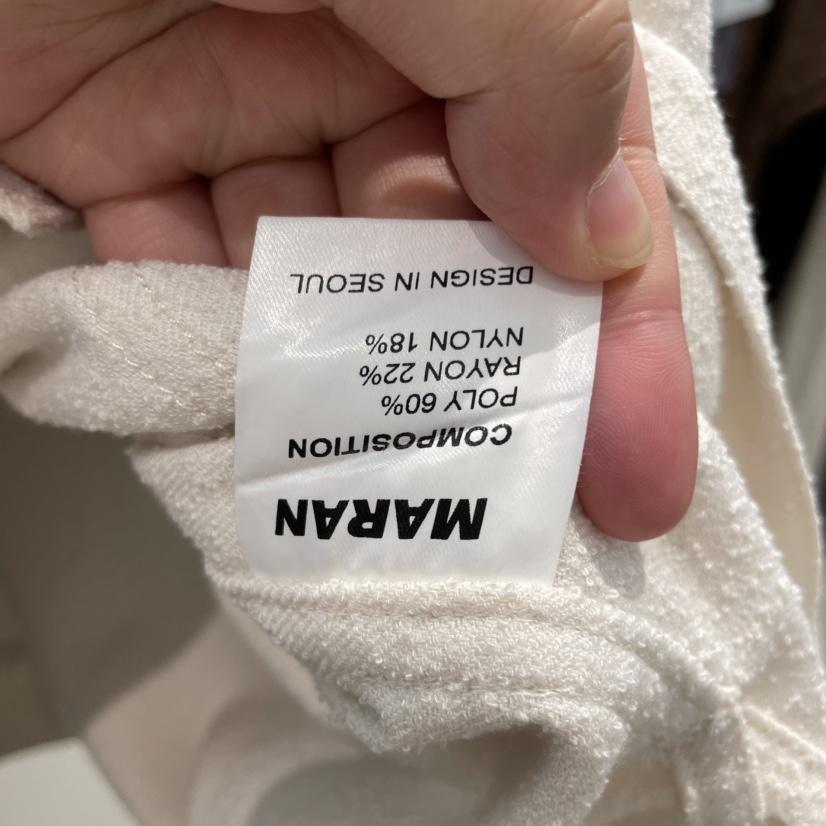 MARAN
COMPOSITION
POLY 60%
RAYON 22%
NYLON 18%
DESIGN IN SEOUL